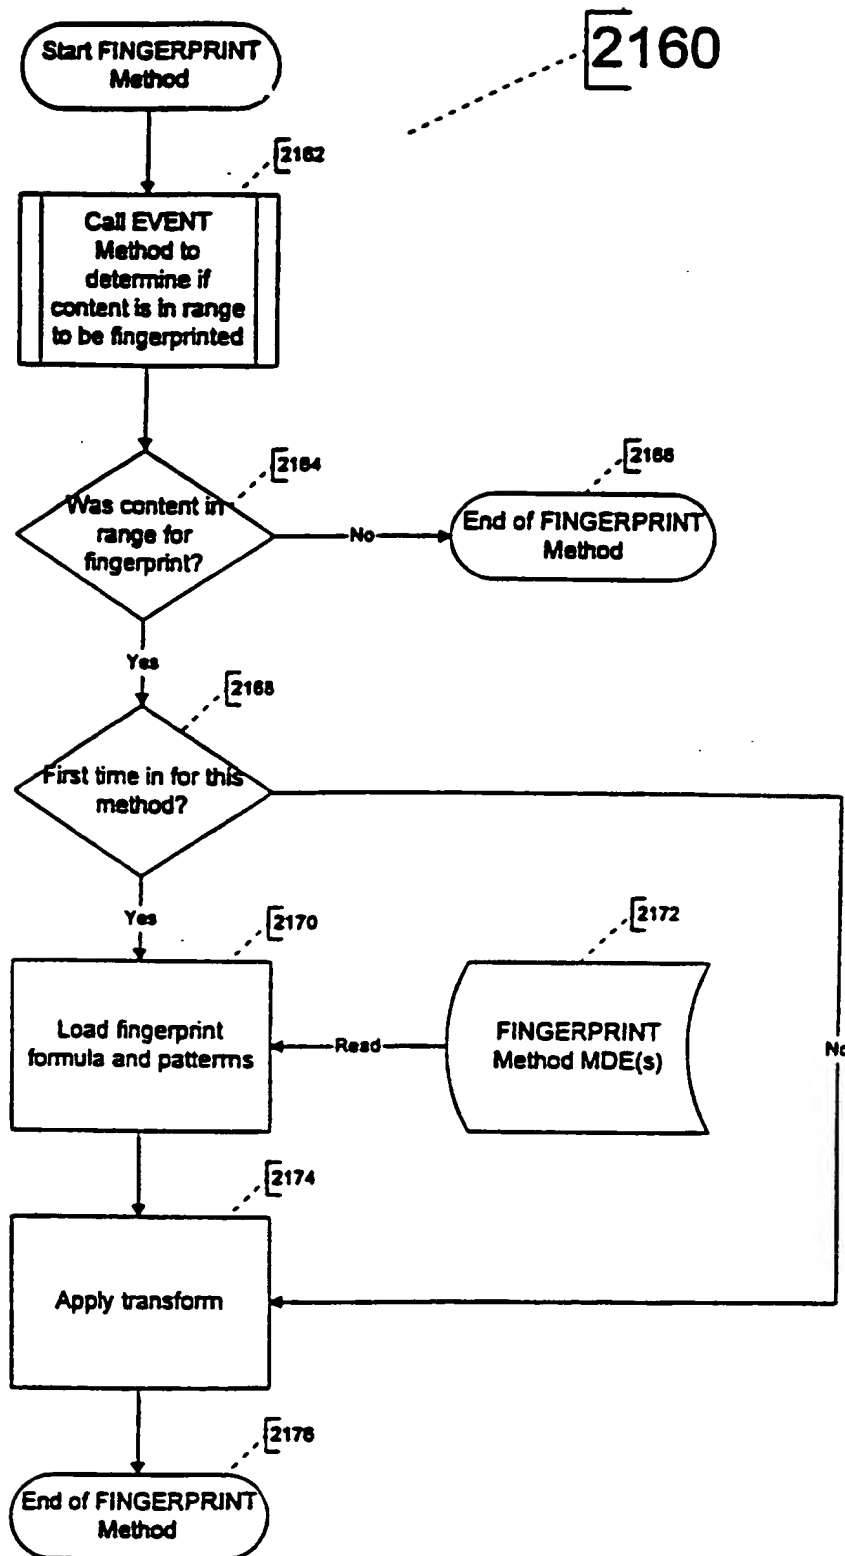 Start FINGERPRINT
Method
2160
2162
Call EVENT
Method to
determine if
content is in range
to be fingerprinted
2164
Was content in
range for
fingerprint?
No
2166
End of FINGERPRINT
Method
Yes
2168
First time in for this
method?
Yes
2170
Load fingerprint
formula and patterns
Read
2172
FINGERPRINT
Method MDE(s)
No
2174
Apply transform
2176
End of FINGERPRINT
Method